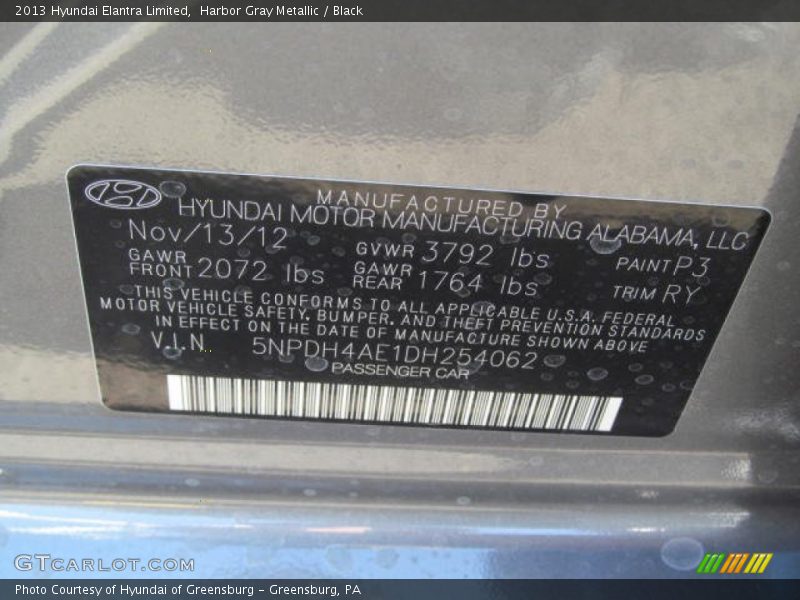 2013 Hyundai Elantra Limited,  Harbor Gray Metallic / Black
MANUFACTURED BY
HYUNDAI MOTOR MANUFACTURING ALABAMA, LLC
Nov/13/12
GVWR 3792 lbs
PAINT P3
GAWR FRONT 2072 lbs
GAWR REAR 1764 lbs
TRIM RY
THIS VEHICLE CONFORMS TO ALL APPLICABLE U.S.A. FEDERAL
MOTOR VEHICLE SAFETY, BUMPER, AND THEFT PREVENTION STANDARDS
IN EFFECT ON THE DATE OF MANUFACTURE SHOWN ABOVE
V.I.N 5NPDH4AE1DH254062
PASSENGER CAR
GTCARLOT.COM
Photo Courtesy of Hyundai of Greensburg – Greensburg, PA